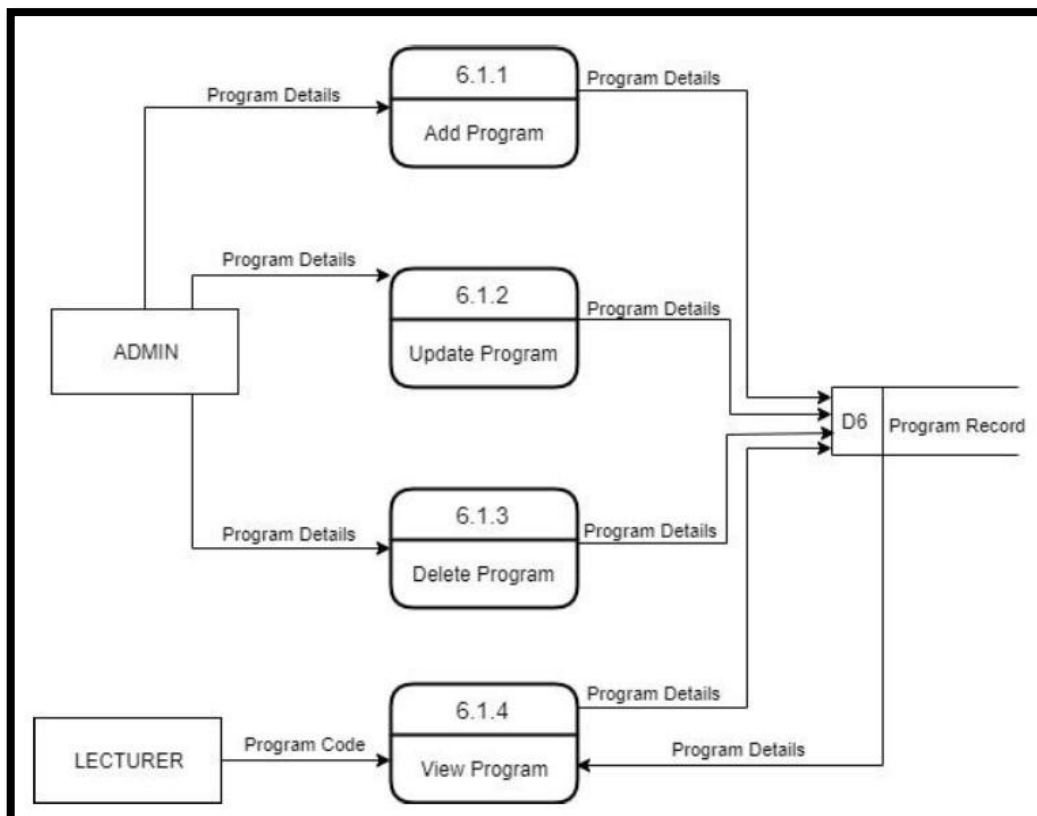 6.1.1
Program Details
Program Details
Add Program
Program Details
6.1.2
Program Details
ADMIN
Update Program
D6
Program Record
6.1.3
Program Details
Program Details
Delete Program
Program Details
6.1.4
Program Code
Program Details
LECTURER
View Program